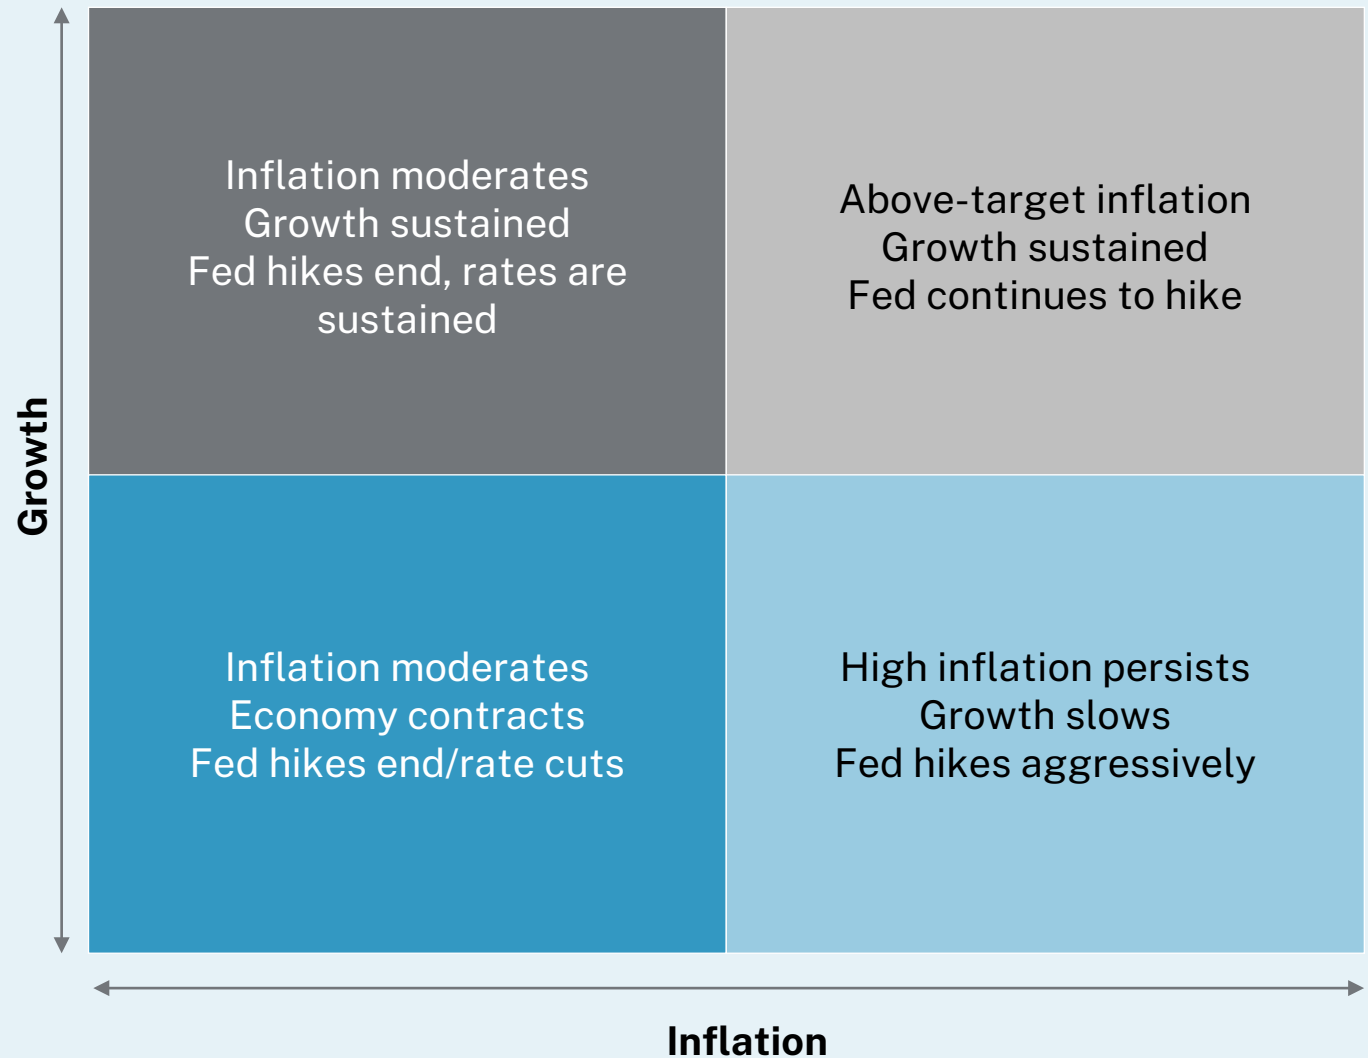 Growth
Inflation moderates
Growth sustained
Fed hikes end, rates are
sustained
Above-target inflation
Growth sustained
Fed continues to hike
Inflation moderates
Economy contracts
Fed hikes end/rate cuts
High inflation persists
Growth slows
Fed hikes aggressively
Inflation